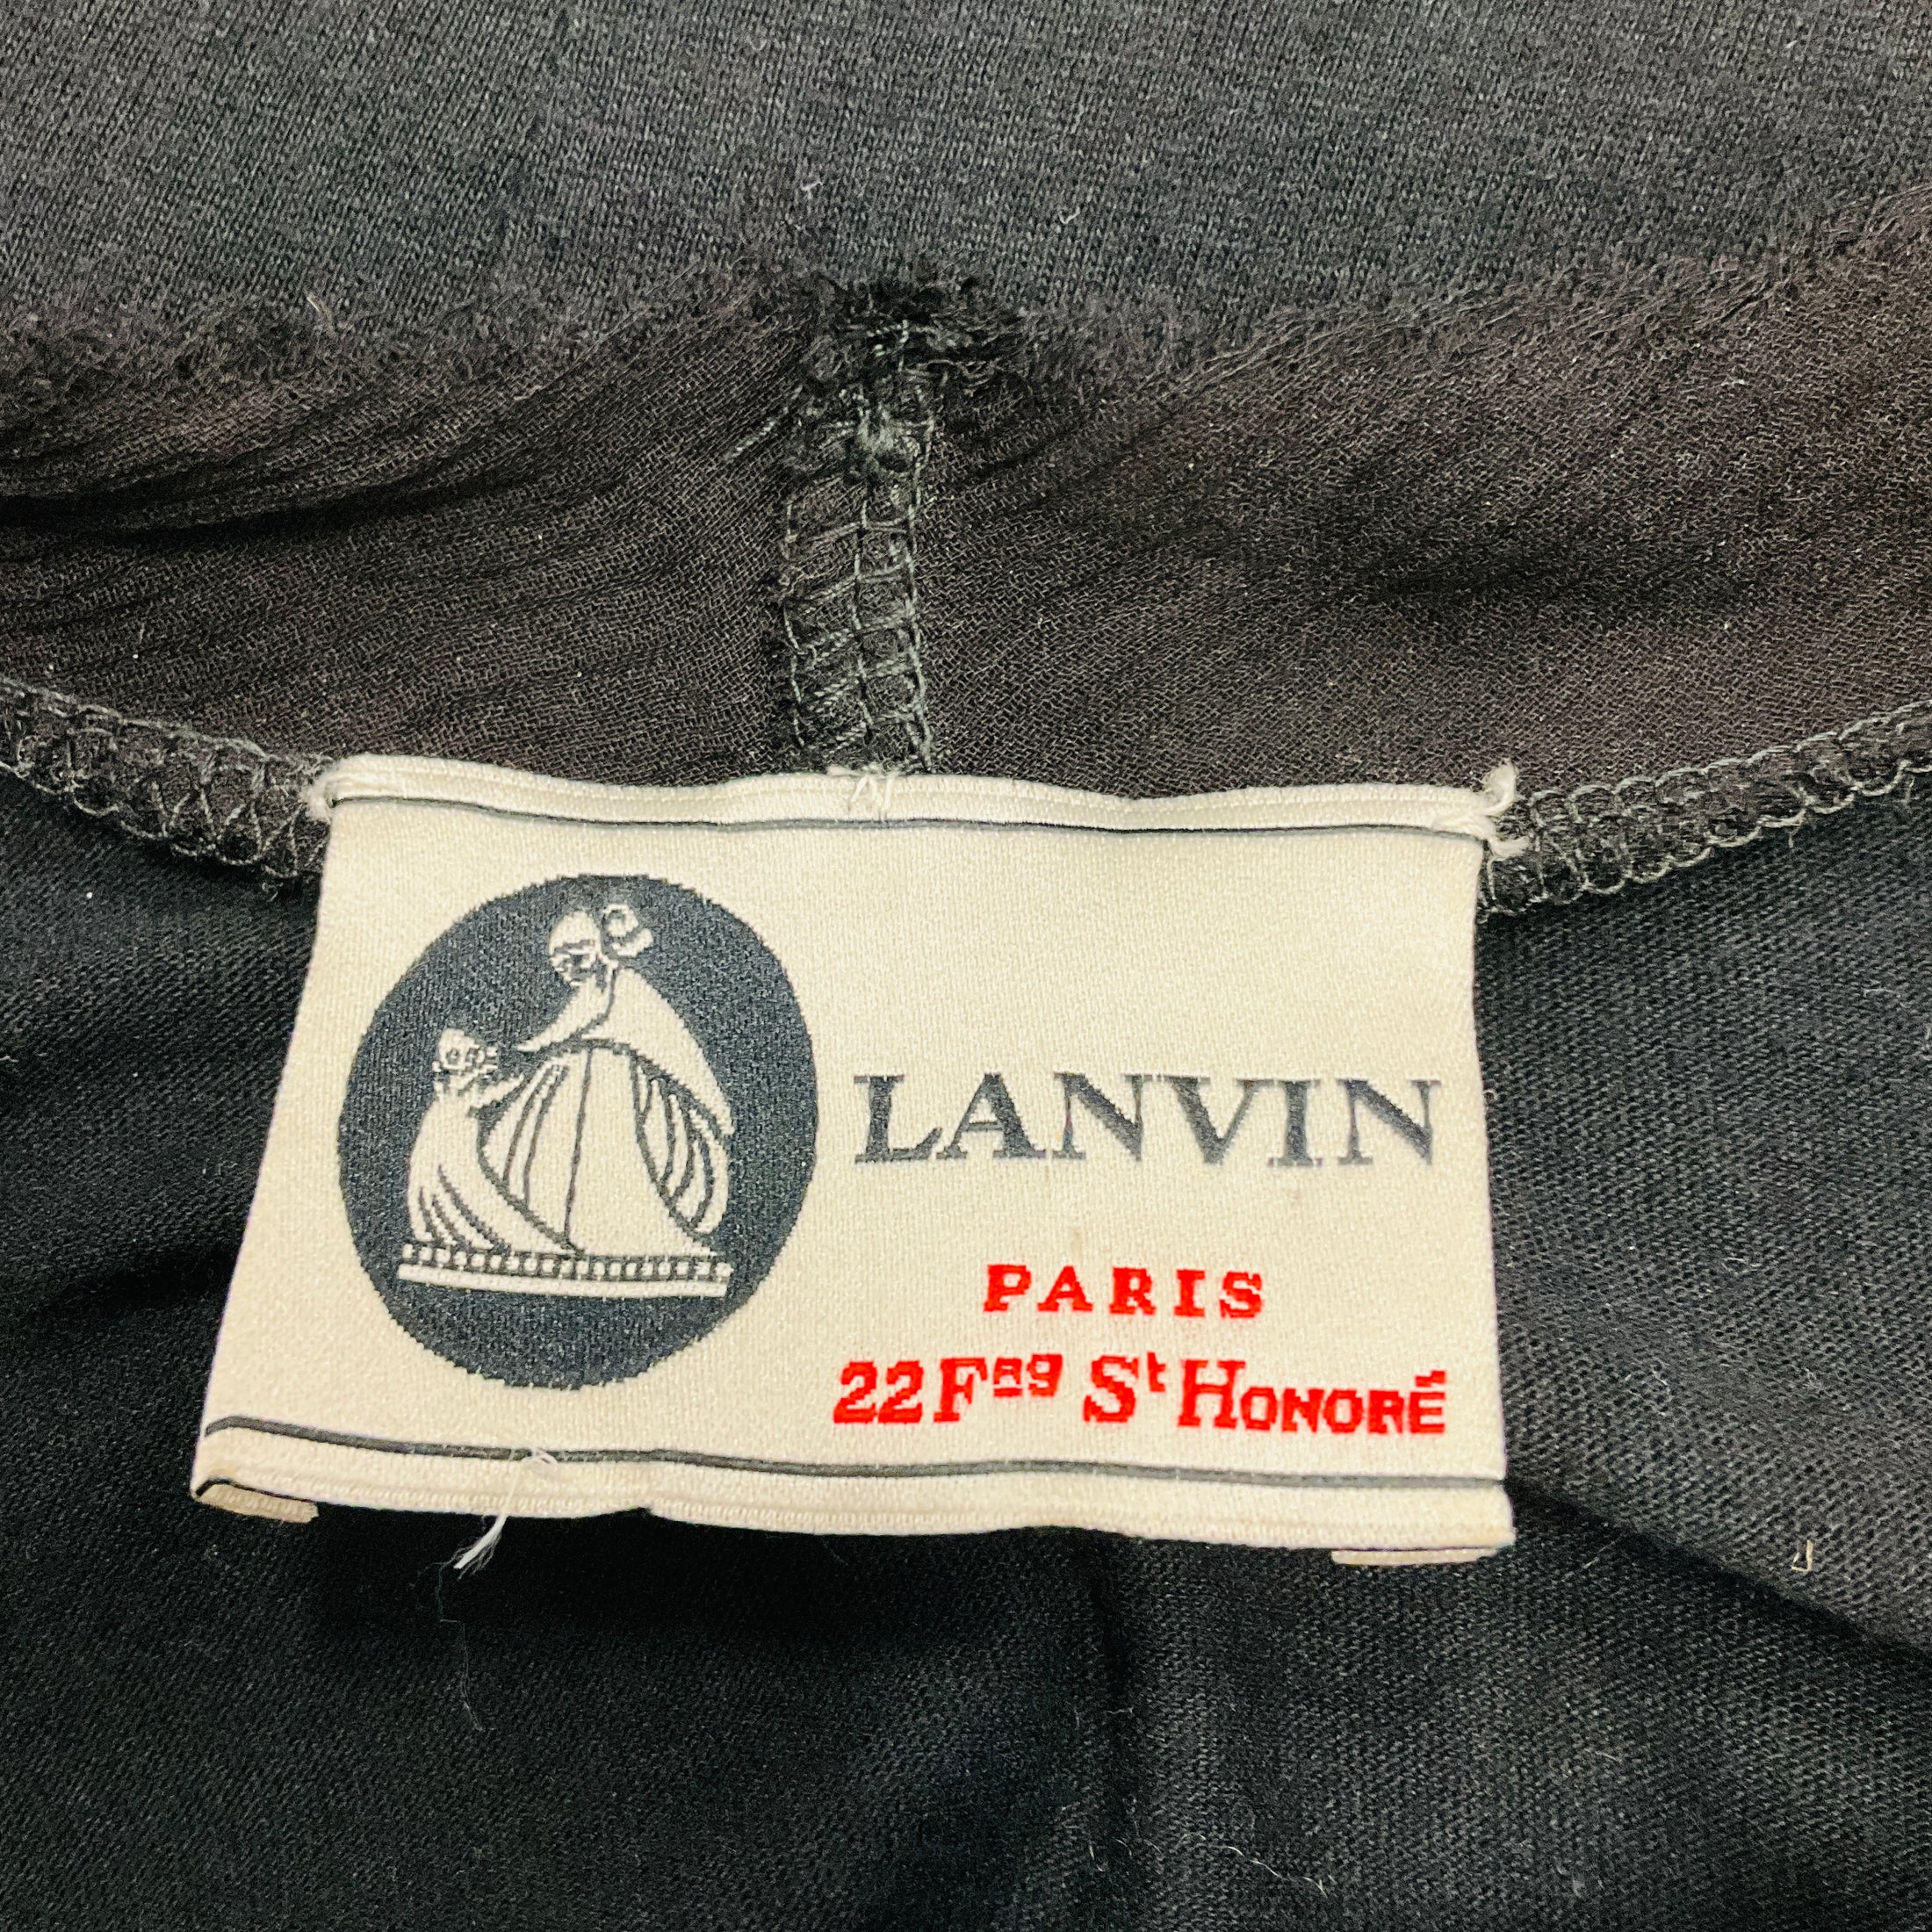 LANVIN
PARIS
22 Fbg St HONORÉ